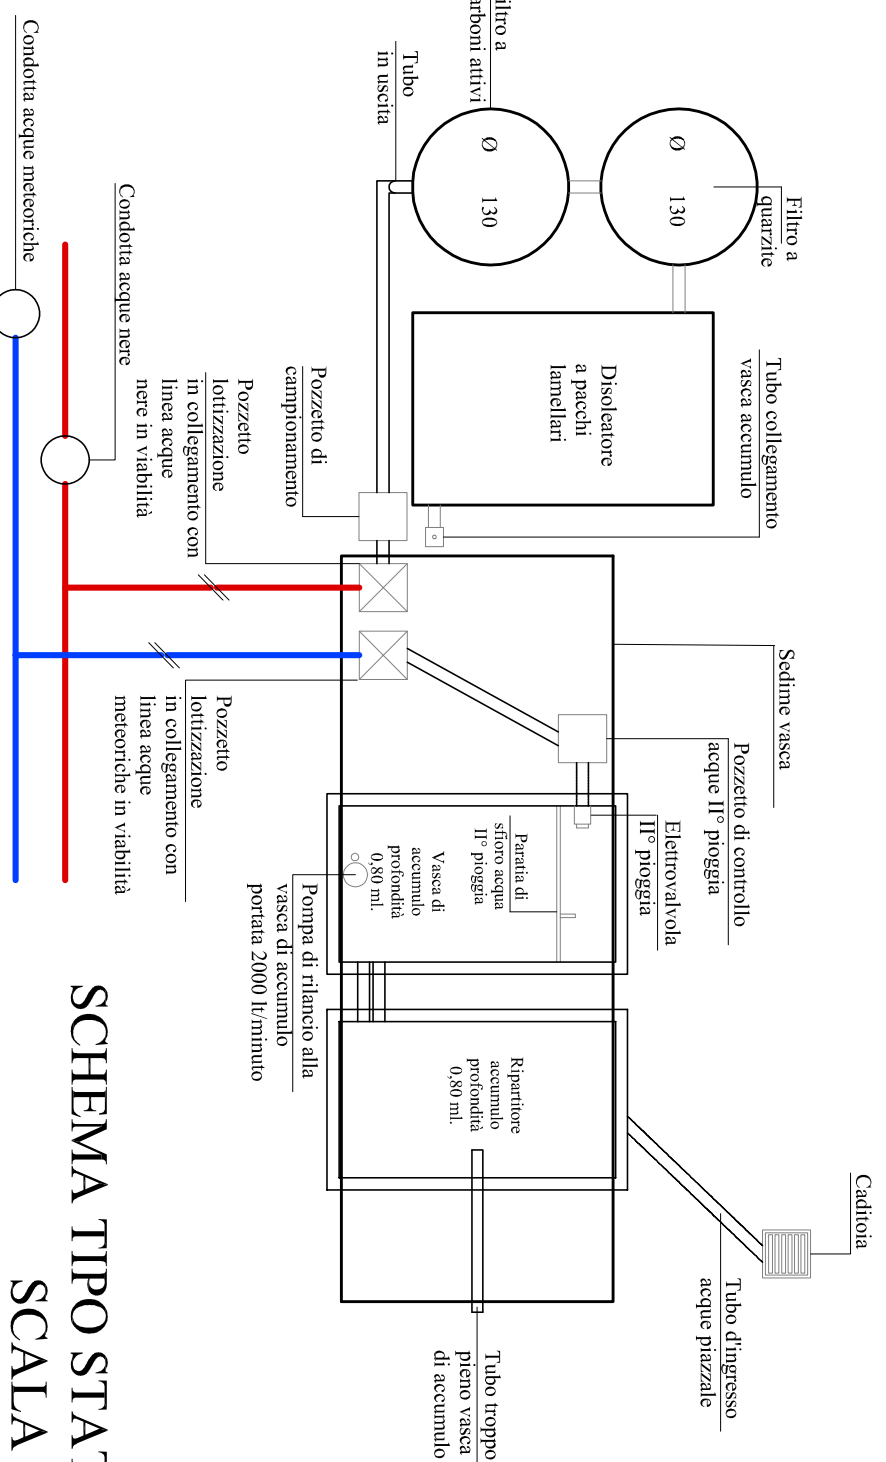 Filtro a
quarzite
Ø 130
Ø 130
iltro a
arboni attivi
Tubo
in uscita
Tubo collegamento
vasca accumulo
Disoleatore
a pacchi
lamellari
Pozzetto di
campionamento
Pozzetto
lottizzazione
in collegamento con
linea acque
nere in viabilità
Condotta acque nere
Condotta acque meteoriche
Sedime vasca
Pozzetto di controllo
acque II° pioggia
Elettrovalvola
II° pioggia
Paratia di
sfioro acqua
II° pioggia
Vasca di
accumulo
profondità
0,80 ml.
Pozzetto
lottizzazione
in collegamento con
linea acque
meteoriche in viabilità
Pompa di rilancio alla
vasca di accumulo
portata 2000 lt/minuto
Ripartitore
accumulo
profondità
0,80 ml.
Caditoia
Tubo d'ingresso
acque piazzale
Tubo troppo
pieno vasca
di accumulo
SCHEMA TIPO STA
SCALA